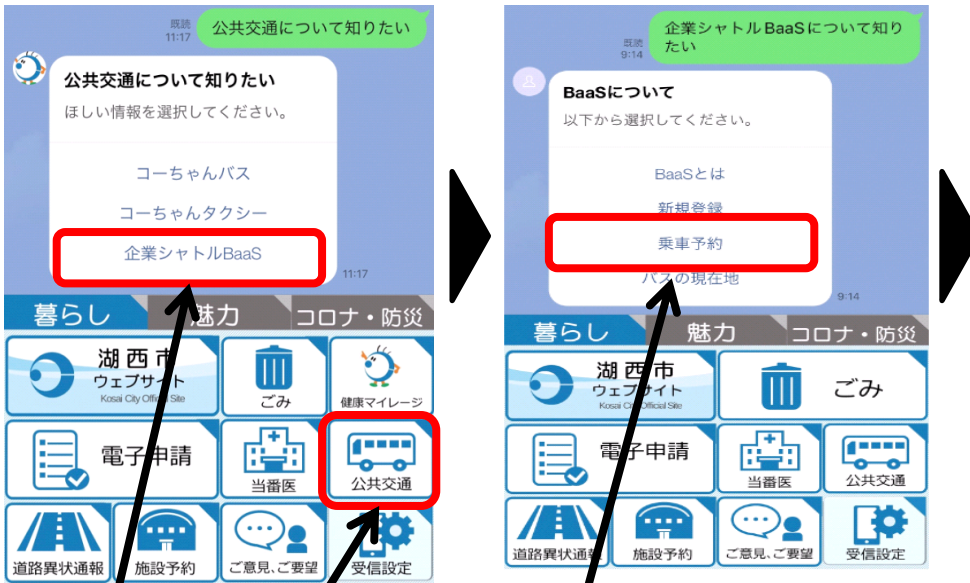 既読
11:17
公共交通について知りたい
公共交通について知りたい
ほしい情報を選択してください。
コーちゃんバス
コーちゃんタクシー
企業シャトルBaaS
11:17
暮らし
魅力
コロナ・防災
湖西市
ウェブサイト
Kosai City Official Site
ごみ
健康マイレージ
電子申請
当番医
公共交通
道路異状通報
施設予約
ご意見、ご要望
受信設定
既読
9:14
企業シャトルBaaSについて知り
たい
BaaSについて
以下から選択してください。
BaaSとは
新規登録
乗車予約
バスの現在地
9:14
暮らし
魅力
コロナ・防災
湖西市
ウェブサイト
Kosai City Official Site
ごみ
電子申請
当番医
公共交通
道路異状通報
施設予約
ご意見、ご要望
受信設定